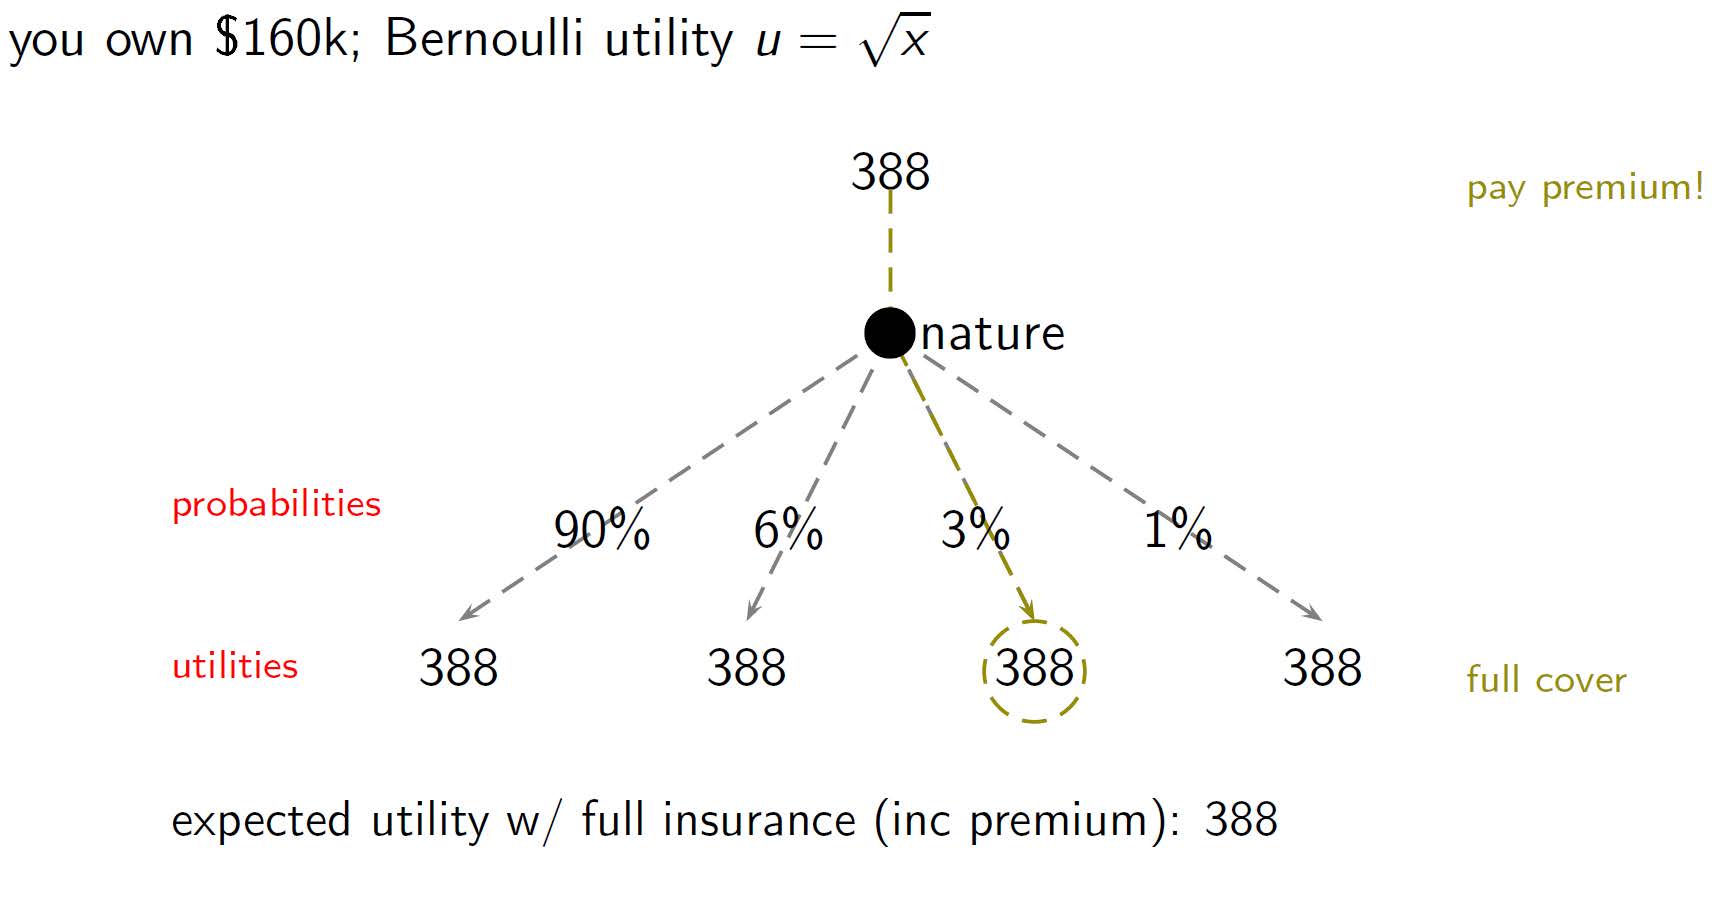 you own $160k; Bernoulli utility u = √x
388
pay premium!
nature
probabilities
90% 6% 3% 1%
utilities 388 388 388 388 full cover
expected utility w/ full insurance (inc premium): 388